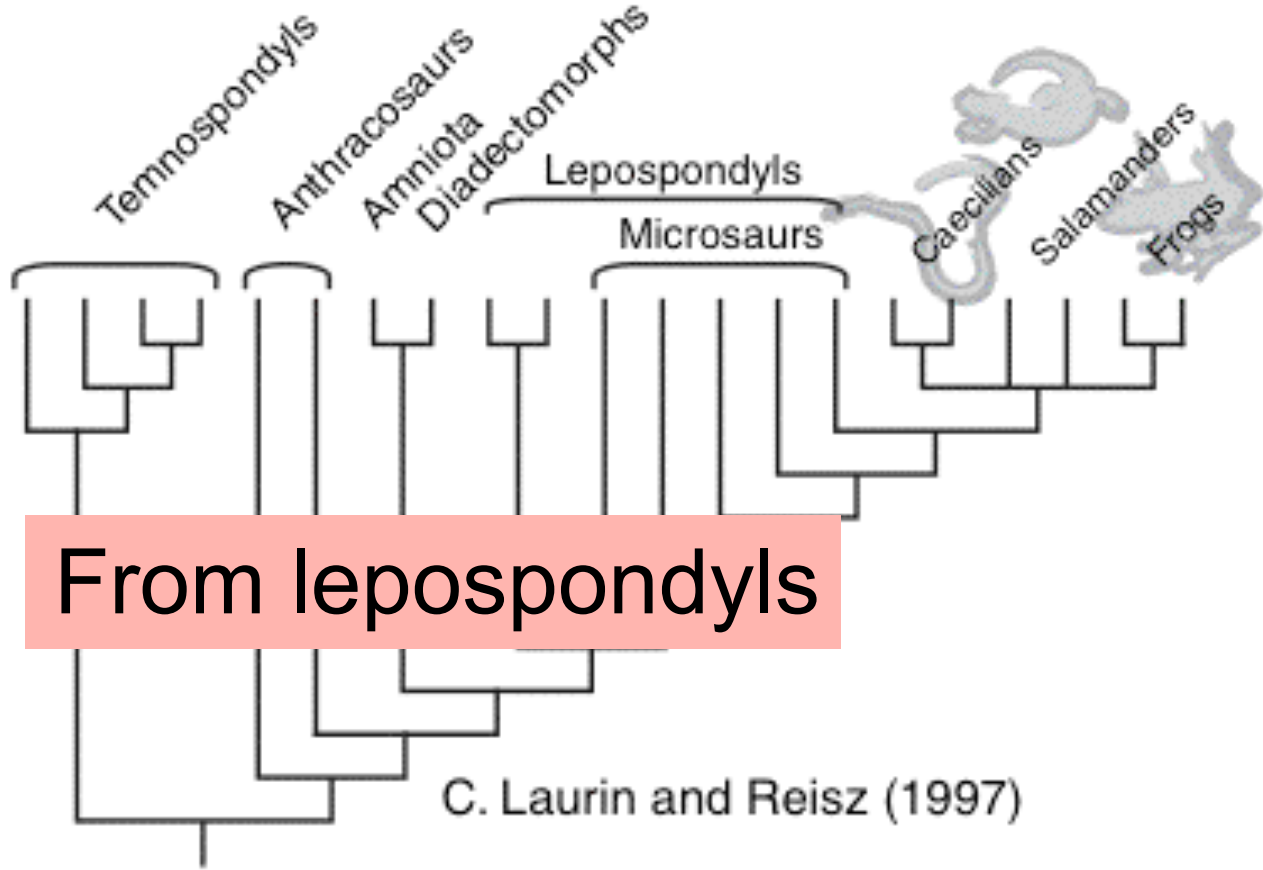 Temnospondyls
Anthracosaurs
Amniota
Diadectomorphs
Lepospondyls
Microsaurs
Caecilians
Salamanders
Frogs
From lepospondyls
C. Laurin and Reisz (1997)